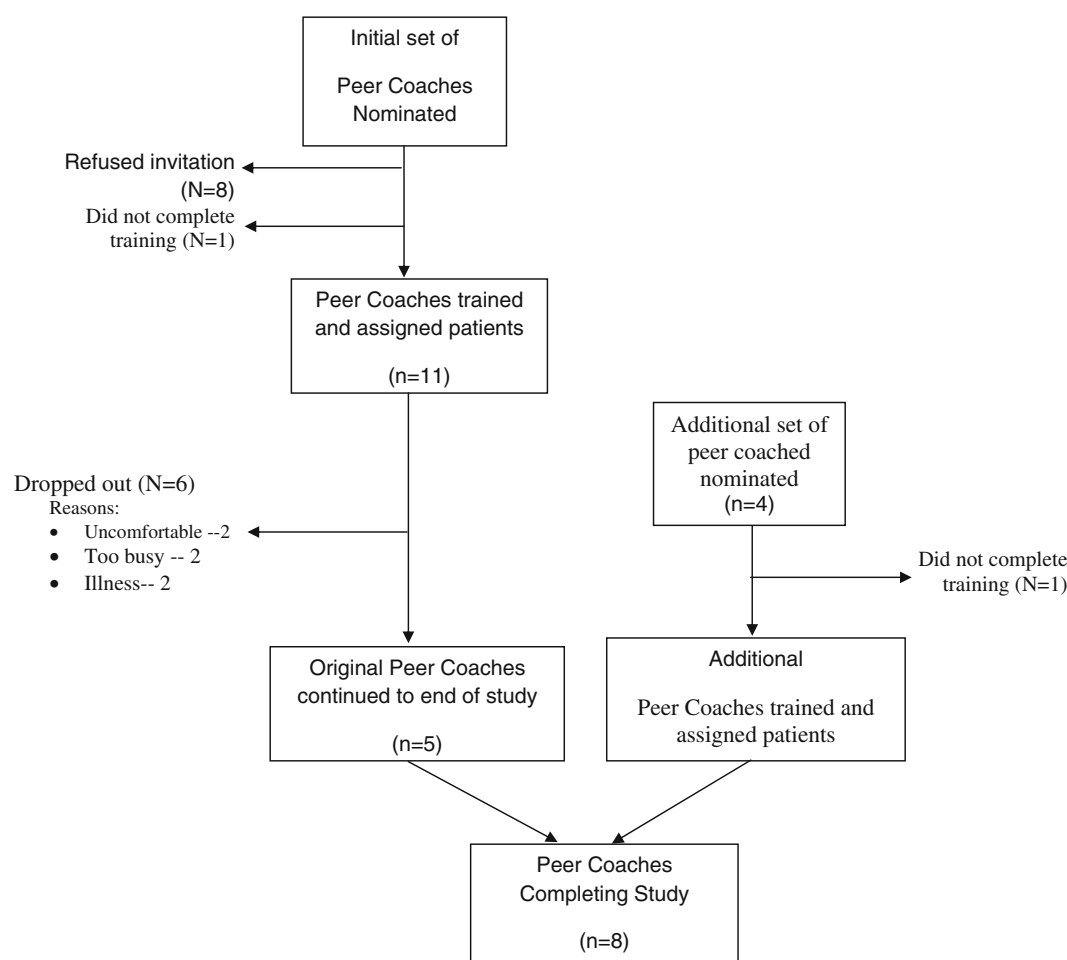 Initial set of
Peer Coaches
Nominated
Refused invitation
(N=8)
Did not complete
training (N=1)
Peer Coaches trained
and assigned patients
(n=11)
Additional set of
peer coached
nominated
(n=4)
Dropped out (N=6)
Reasons:
• Uncomfortable --2
• Too busy -- 2
• Illness-- 2
Did not complete
training (N=1)
Original Peer Coaches
continued to end of study
(n=5)
Additional
Peer Coaches trained and
assigned patients
Peer Coaches
Completing Study
(n=8)